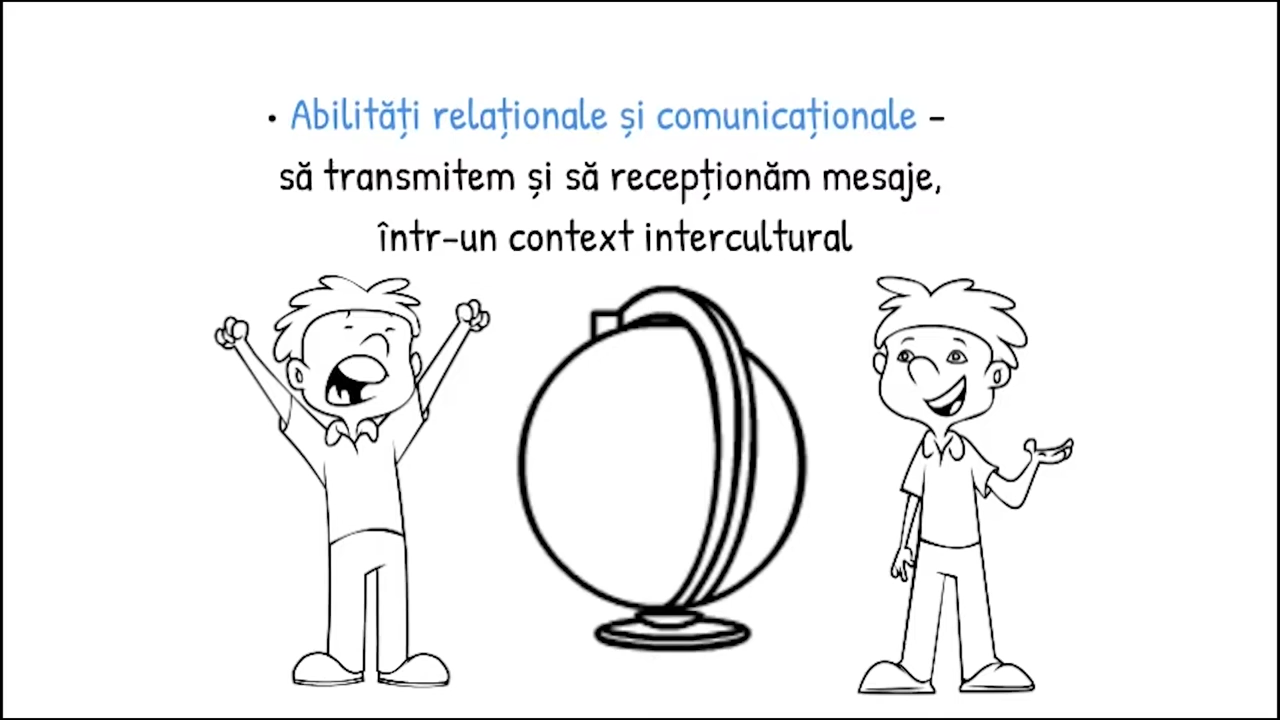 • Abilități relaționale și comunicaționale –
să transmitem și să recepționăm mesaje,
într-un context intercultural